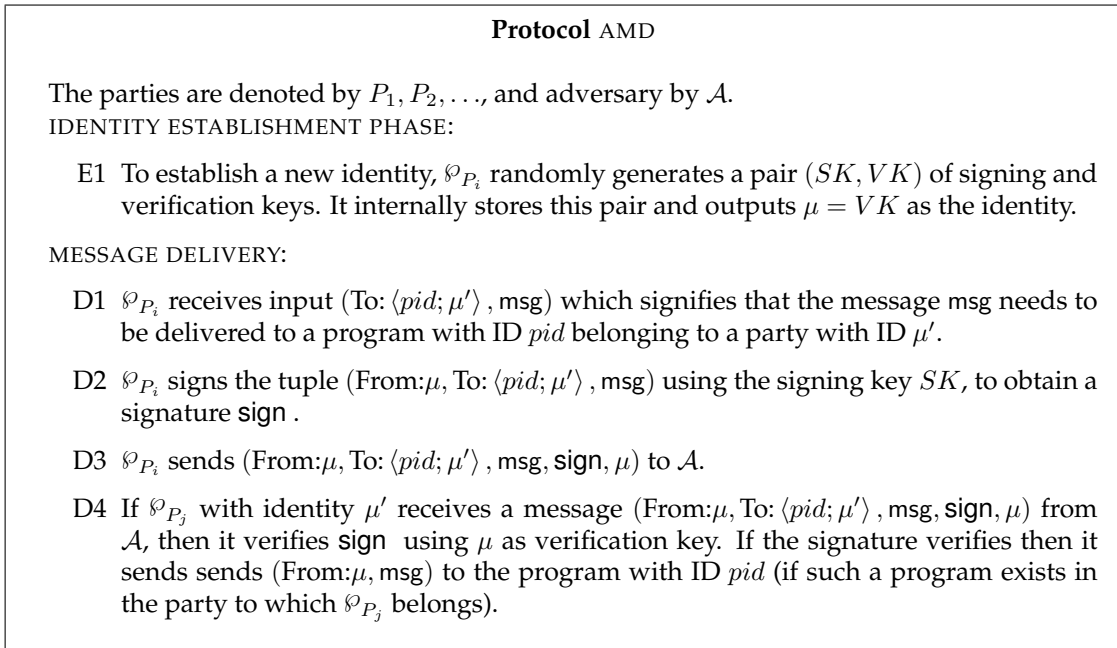 Protocol AMD
The parties are denoted by P₁, P₂, . . ., and adversary by 𝒜.
IDENTITY ESTABLISHMENT PHASE:
E1 To establish a new identity, ℘_{P_i} randomly generates a pair (SK, VK) of signing and
verification keys. It internally stores this pair and outputs μ = VK as the identity.
MESSAGE DELIVERY:
D1 ℘_{P_i} receives input (To: ⟨pid; μ′⟩ , msg) which signifies that the message msg needs to
be delivered to a program with ID pid belonging to a party with ID μ′.
D2 ℘_{P_i} signs the tuple (From:μ, To: ⟨pid; μ′⟩ , msg) using the signing key SK, to obtain a
signature sign .
D3 ℘_{P_i} sends (From:μ, To: ⟨pid; μ′⟩ , msg, sign, μ) to 𝒜.
D4 If ℘_{P_j} with identity μ′ receives a message (From:μ, To: ⟨pid; μ′⟩ , msg, sign, μ) from
𝒜, then it verifies sign using μ as verification key. If the signature verifies then it
sends sends (From:μ, msg) to the program with ID pid (if such a program exists in
the party to which ℘_{P_j} belongs).